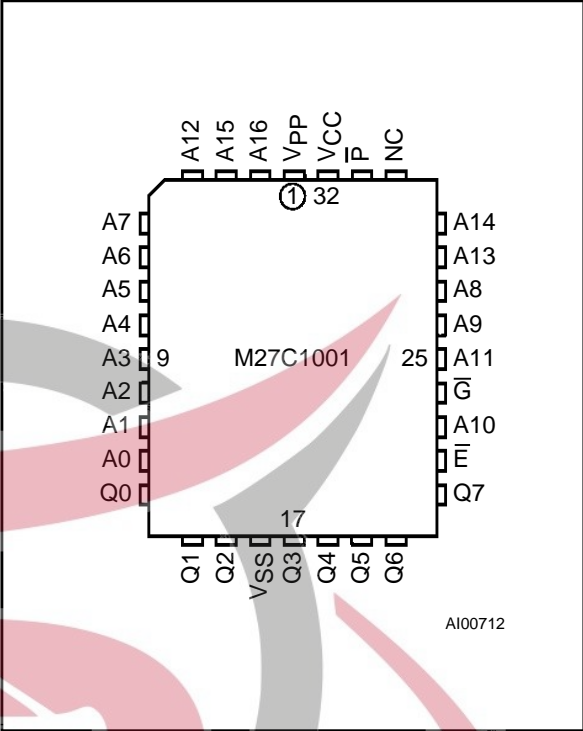 A12 A15 A16 VPP VCC P̅ NC
1 32
A7 A14
A6 A13
A5 A8
A4 A9
A3 9 M27C1001 25 A11
A2 G̅
A1 A10
A0 E̅
Q0 Q7
17
Q1 Q2 VSS Q3 Q4 Q5 Q6
AI00712